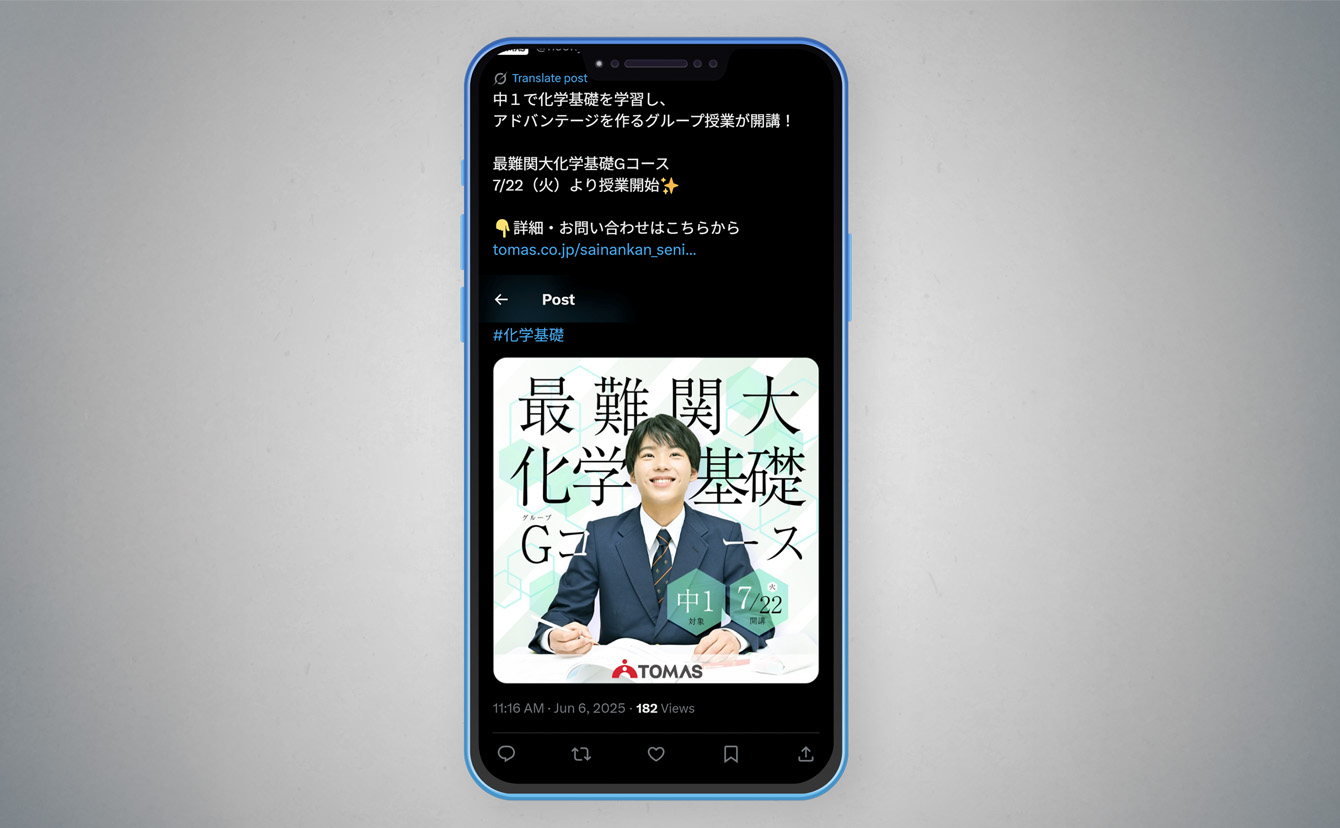 Translate post
中１で化学基礎を学習し、
アドバンテージを作るグループ授業が開講！
最難関大化学基礎Gコース
7/22（火）より授業開始✨
👇詳細・お問い合わせはこちらから
tomas.co.jp/sainankan_seni...
Post
#化学基礎
最難関大
化学基礎
グループ
Gコース
中1
対象
7/22
火
開講
TOMAS
11:16 AM · Jun 6, 2025 · 182 Views